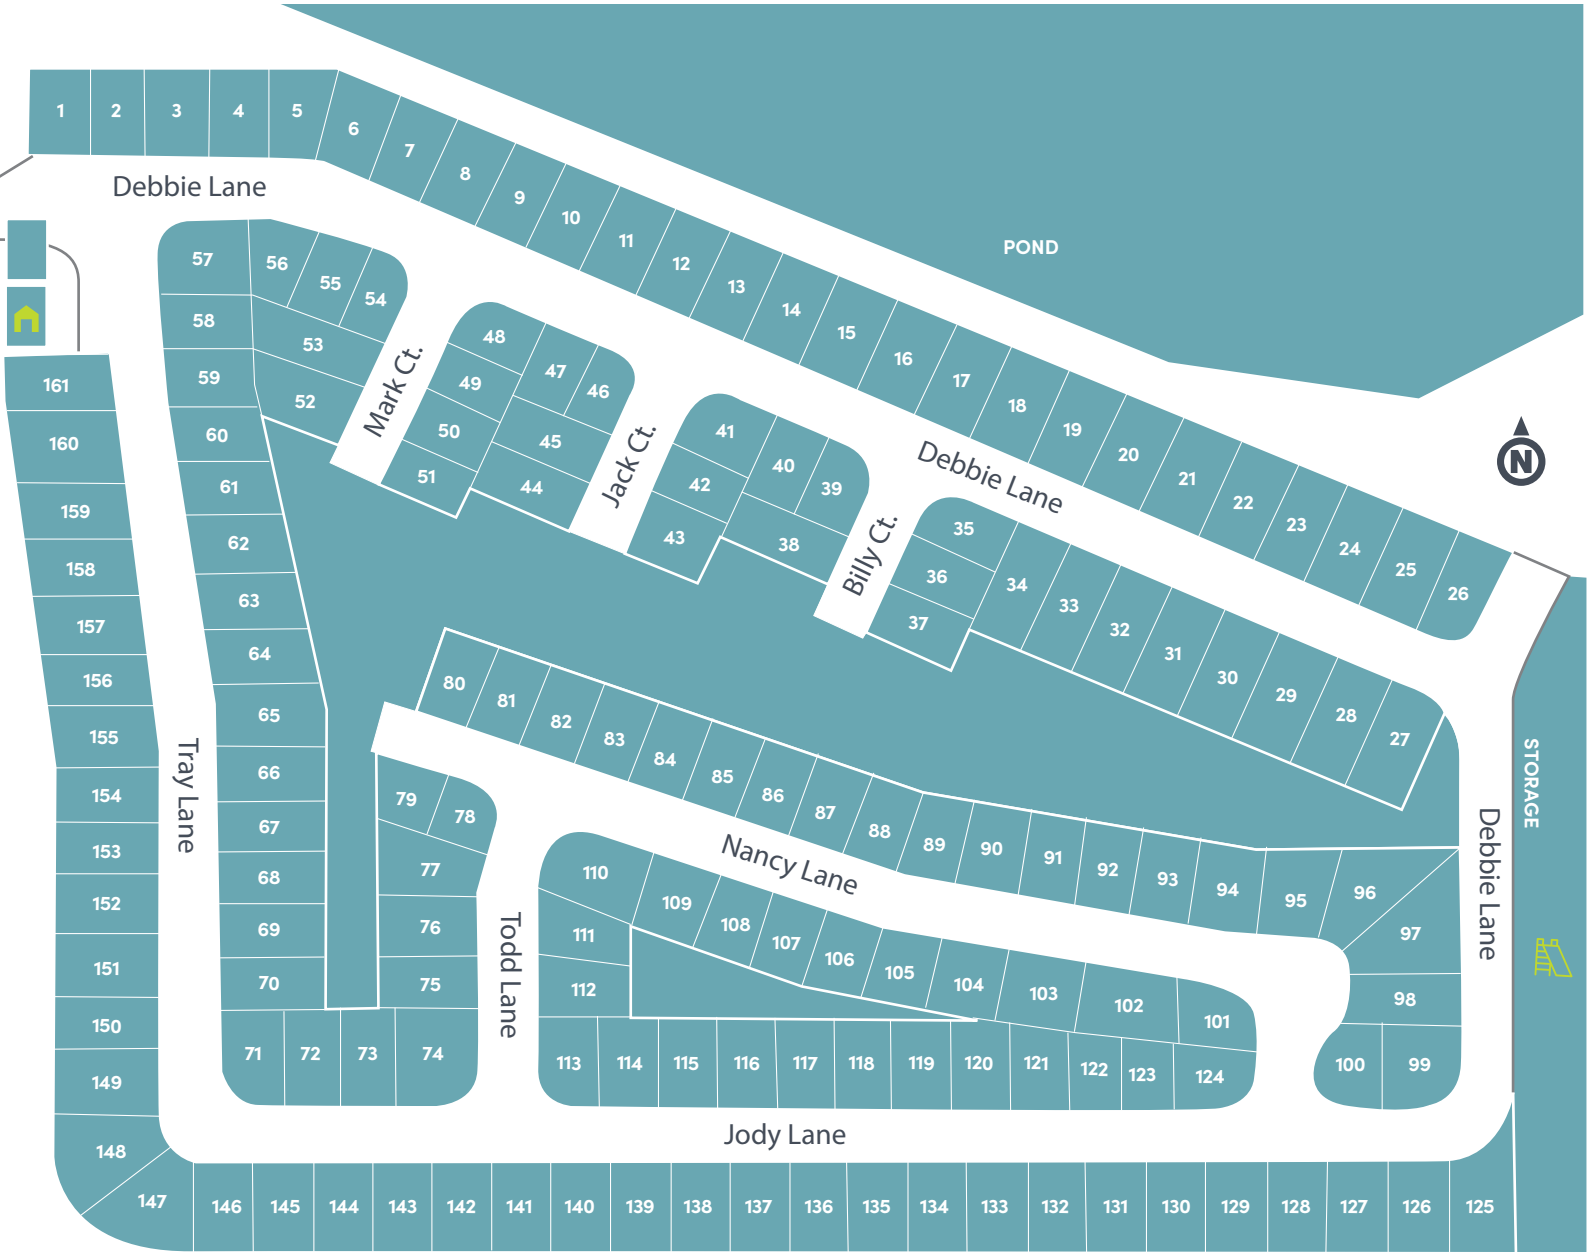 1 2 3 4 5 6 7 8 9 10 11 12 13 14 15 16 17 18 19 20 21 22 23 24 25 26
Debbie Lane
POND
57 56 55 54
58 53
59 52
60
61
62
63
64
65
66
67
68
69
70
71 72 73 74
Mark Ct.
48 47 46
49
50 45
51 44
Jack Ct.
41 40 39
42
43 38
Billy Ct.
Debbie Lane
N
35
36
37
34 33 32 31 30 29 28 27
161
160
159
158
157
156
155
154
153
152
151
150
149
148
147
Tray Lane
80 81 82 83 84 85 86 87 88 89 90 91 92 93 94 95 96
97
98
100 99
79 78
77
76
75
Todd Lane
Nancy Lane
110 109 108 107 106 105 104 103 102 101
111
112
113 114 115 116 117 118 119 120 121 122 123 124
Debbie Lane
STORAGE
Jody Lane
146 145 144 143 142 141 140 139 138 137 136 135 134 133 132 131 130 129 128 127 126 125